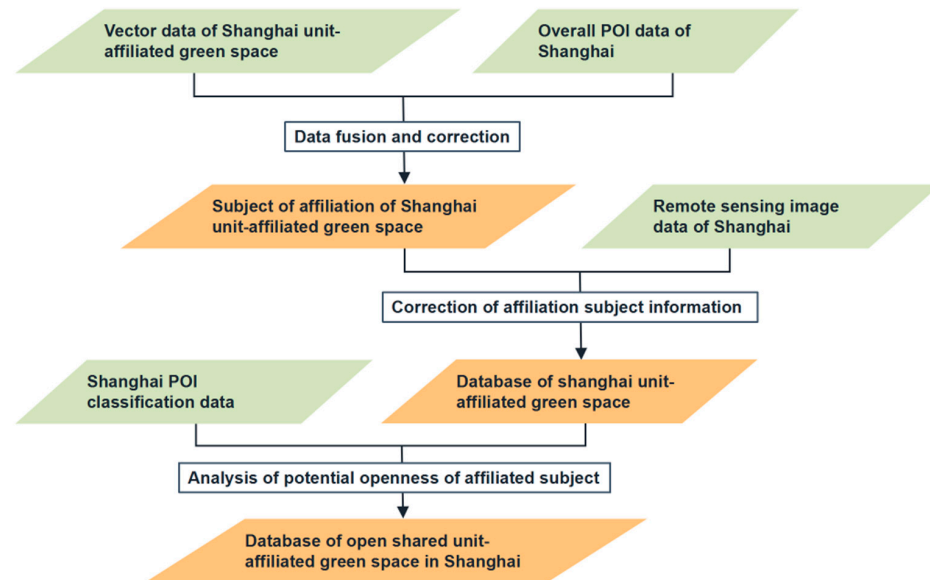 Vector data of Shanghai unit-
affiliated green space
Overall POI data of
Shanghai
Data fusion and correction
Subject of affiliation of Shanghai
unit-affiliated green space
Remote sensing image
data of Shanghai
Correction of affiliation subject information
Shanghai POI
classification data
Database of shanghai unit-
affiliated green space
Analysis of potential openness of affiliated subject
Database of open shared unit-
affiliated green space in Shanghai